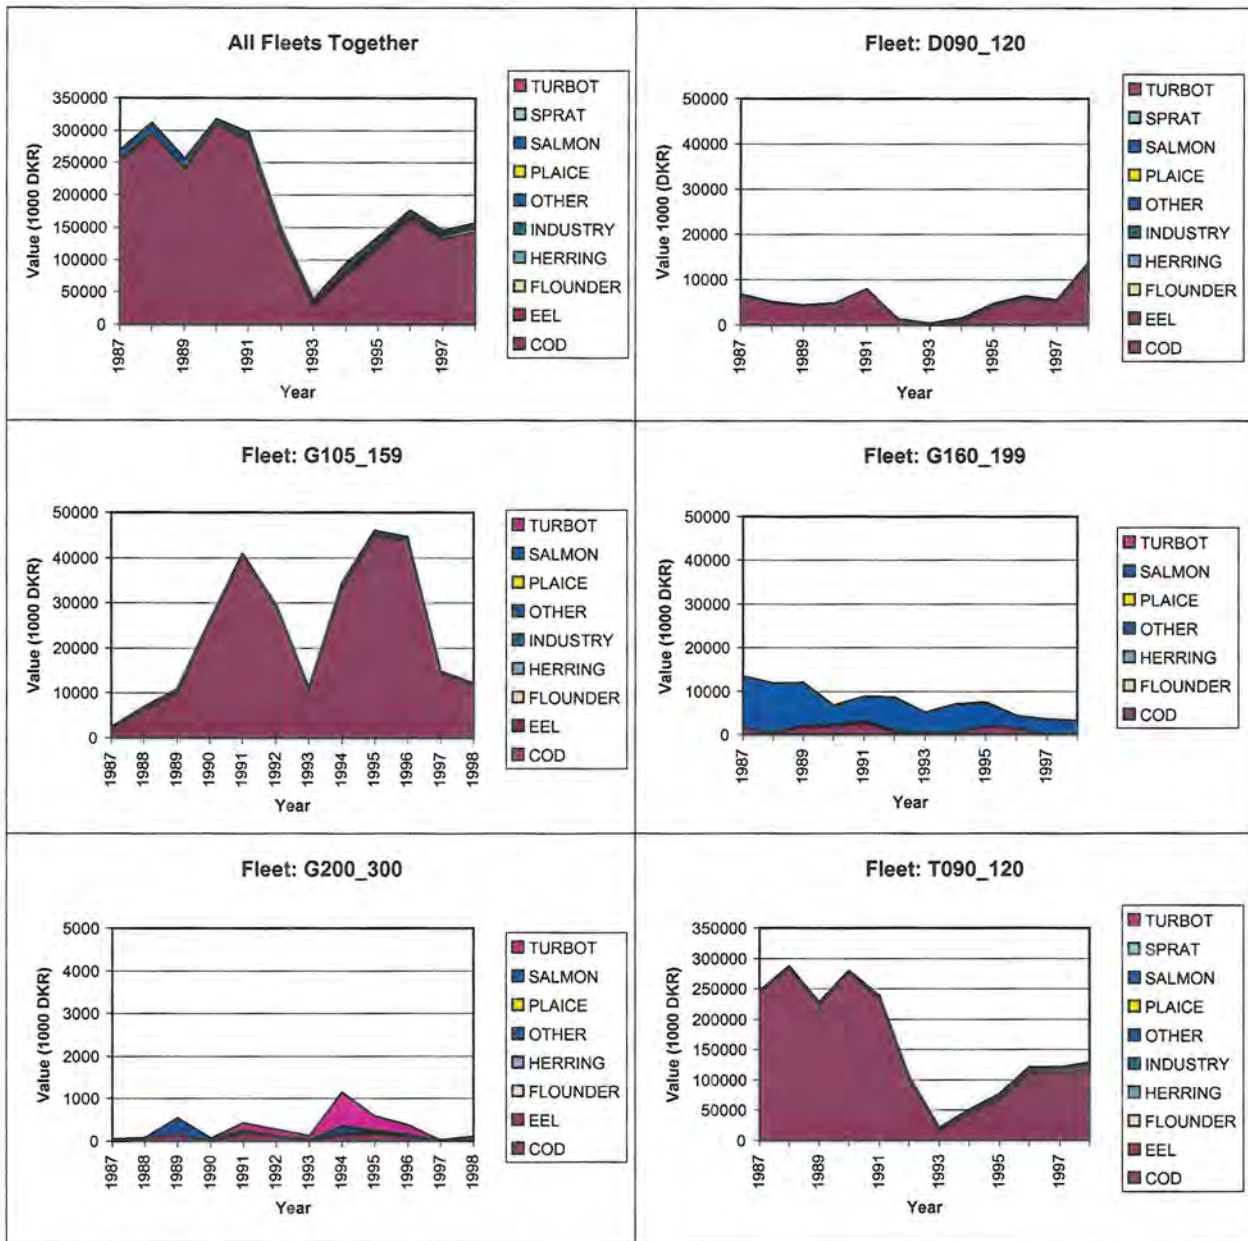 All Fleets Together
Value (1000 DKR)
350000
300000
250000
200000
150000
100000
50000
0
1987
1989
1991
1993
1995
1997
Year
TURBOT
SPRAT
SALMON
PLAICE
OTHER
INDUSTRY
HERRING
FLOUNDER
EEL
COD
Fleet: D090_120
Value 1000 (DKR)
50000
40000
30000
20000
10000
0
1987
1989
1991
1993
1995
1997
Year
TURBOT
SPRAT
SALMON
PLAICE
OTHER
INDUSTRY
HERRING
FLOUNDER
EEL
COD
Fleet: G105_159
Value (1000 DKR)
50000
40000
30000
20000
10000
0
1987
1988
1989
1990
1991
1992
1993
1994
1995
1996
1997
1998
Year
TURBOT
SALMON
PLAICE
OTHER
INDUSTRY
HERRING
FLOUNDER
EEL
COD
Fleet: G160_199
Value (1000 DKR)
50000
40000
30000
20000
10000
0
1987
1989
1991
1993
1995
1997
Year
TURBOT
SALMON
PLAICE
OTHER
HERRING
FLOUNDER
COD
Fleet: G200_300
Value (1000 DKR)
5000
4000
3000
2000
1000
0
1987
1988
1989
1990
1991
1992
1993
1994
1995
1996
1997
1998
Year
TURBOT
SALMON
PLAICE
OTHER
HERRING
FLOUNDER
EEL
COD
Fleet: T090_120
Value (1000 DKR)
350000
300000
250000
200000
150000
100000
50000
0
1987
1989
1991
1993
1995
1997
Year
TURBOT
SPRAT
SALMON
PLAICE
OTHER
INDUSTRY
HERRING
FLOUNDER
EEL
COD